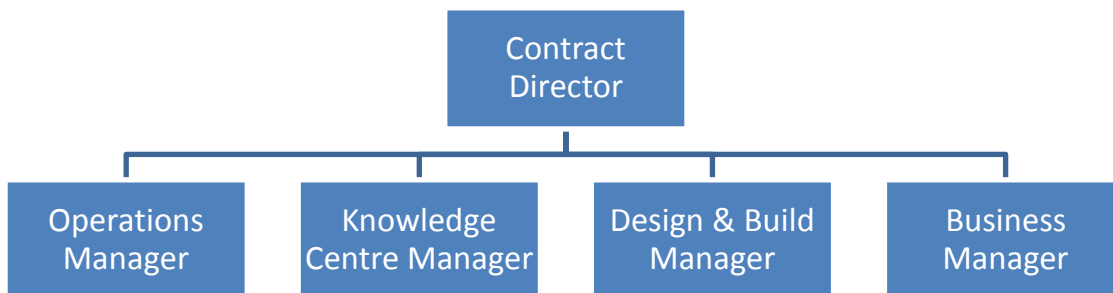 Contract
Director
Operations
Manager
Knowledge
Centre Manager
Design & Build
Manager
Business
Manager